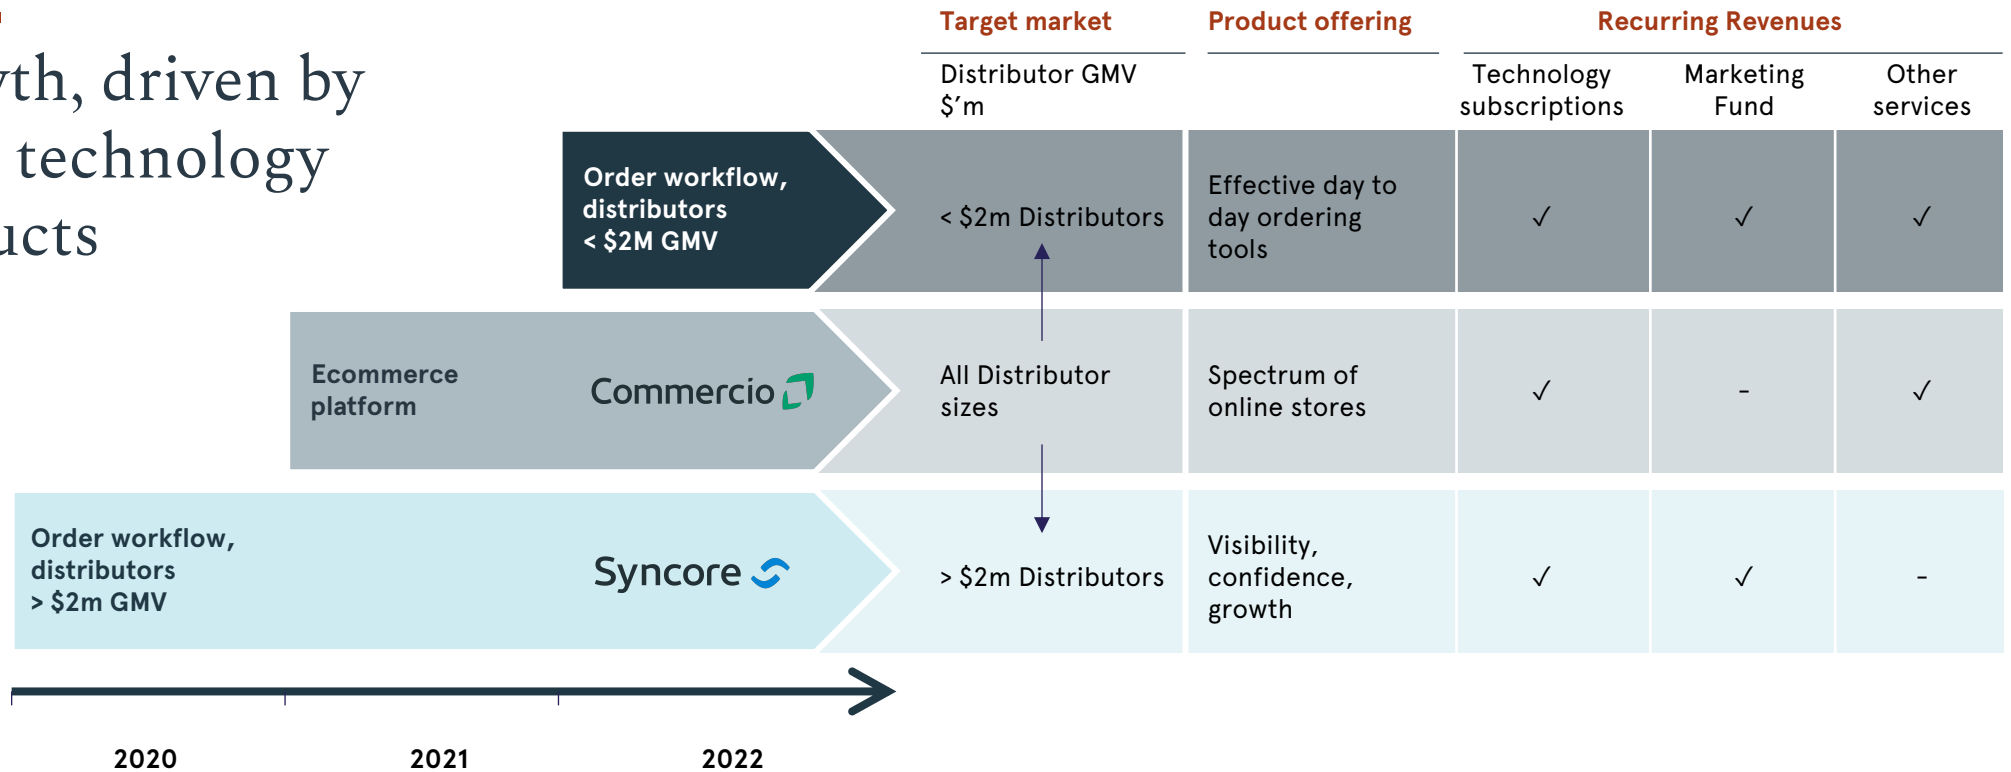 driven by
technology
Target market
Product offering
Recurring Revenues
Distributor GMV
$’m
Technology
subscriptions
Marketing
Fund
Other
services
Order workflow,
distributors
< $2M GMV
< $2m Distributors
Effective day to
day ordering
tools
✓ ✓ ✓
Ecommerce
platform
Commercio
All Distributor
sizes
Spectrum of
online stores
✓ - ✓
Order workflow,
distributors
> $2m GMV
Syncore
> $2m Distributors
Visibility,
confidence,
growth
✓ ✓ -
2020 2021 2022